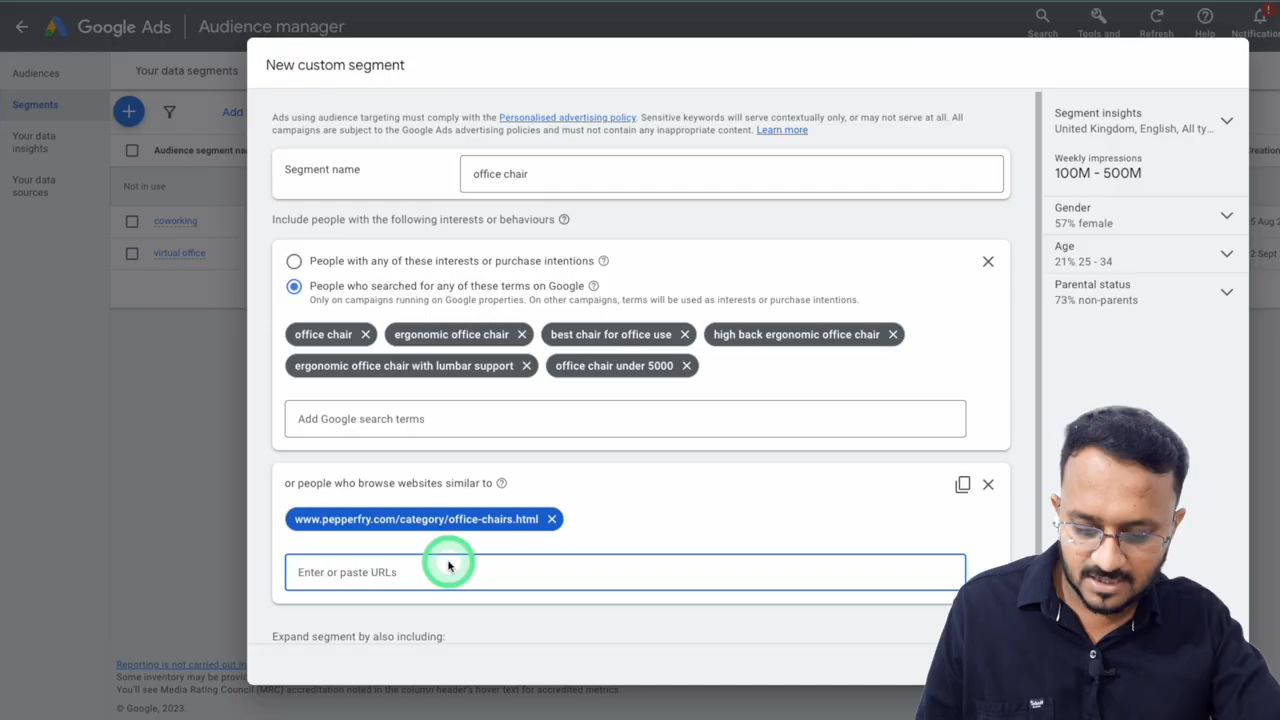 Google Ads
Audience manager
Search
Tools and
Refresh
Help
!
Notification
Audiences
Segments
Your data
insights
Your data
sources
Your data segments
Add
Audience segment na
Creation
Not in use
coworking
25 Aug 2
virtual office
2 Sept
Reporting is not carried out in
Some inventory may be provi
You'll see Media Rating Council (MRC) accreditation noted in the column header's hover text for accredited metrics.
© Google, 2023.
New custom segment
Ads using audience targeting must comply with the Personalised advertising policy. Sensitive keywords will serve contextually only, or may not serve at all. All
campaigns are subject to the Google Ads advertising policies and must not contain any inappropriate content. Learn more
Segment name
office chair
Include people with the following interests or behaviours
People with any of these interests or purchase intentions
People who searched for any of these terms on Google
Only on campaigns running on Google properties. On other campaigns, terms will be used as interests or purchase intentions.
office chair
ergonomic office chair
best chair for office use
high back ergonomic office chair
ergonomic office chair with lumbar support
office chair under 5000
Add Google search terms
or people who browse websites similar to
www.pepperfry.com/category/office-chairs.html
Enter or paste URLs
Expand segment by also including:
Segment insights
United Kingdom, English, All ty...
Weekly impressions
100M - 500M
Gender
57% female
Age
21% 25 - 34
Parental status
73% non-parents